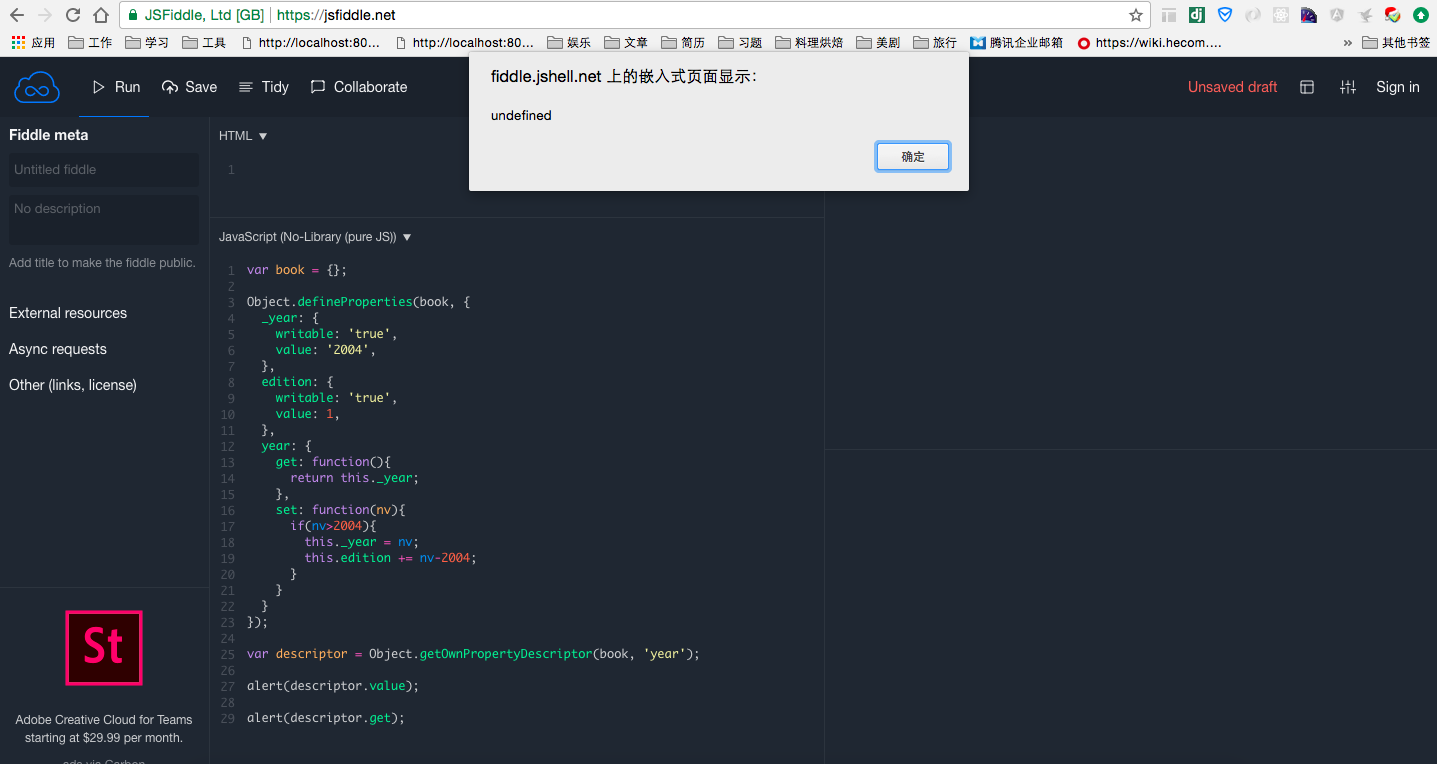 JSFiddle, Ltd [GB] | https://jsfiddle.net
应用 工作 学习 工具 http://localhost:80... http://localhost:80... 娱乐 文章 简历 习题 料理烘焙 美剧 旅行 腾讯企业邮箱 https://wiki.hecom.... » 其他书签
fiddle.jshell.net 上的嵌入式页面显示：
undefined
确定
Run Save Tidy Collaborate
Unsaved draft Sign in
Fiddle meta
Untitled fiddle
No description
Add title to make the fiddle public.
External resources
Async requests
Other (links, license)
St
Adobe Creative Cloud for Teams
starting at $29.99 per month.
ads via Carbon
HTML ▼
1
JavaScript (No-Library (pure JS)) ▼
1 var book = {};
2
3 Object.defineProperties(book, {
4 _year: {
5 writable: 'true',
6 value: '2004',
7 },
8 edition: {
9 writable: 'true',
10 value: 1,
11 },
12 year: {
13 get: function(){
14 return this._year;
15 },
16 set: function(nv){
17 if(nv>2004){
18 this._year = nv;
19 this.edition += nv-2004;
20 }
21 }
22 }
23 });
24
25 var descriptor = Object.getOwnPropertyDescriptor(book, 'year');
26
27 alert(descriptor.value);
28
29 alert(descriptor.get);